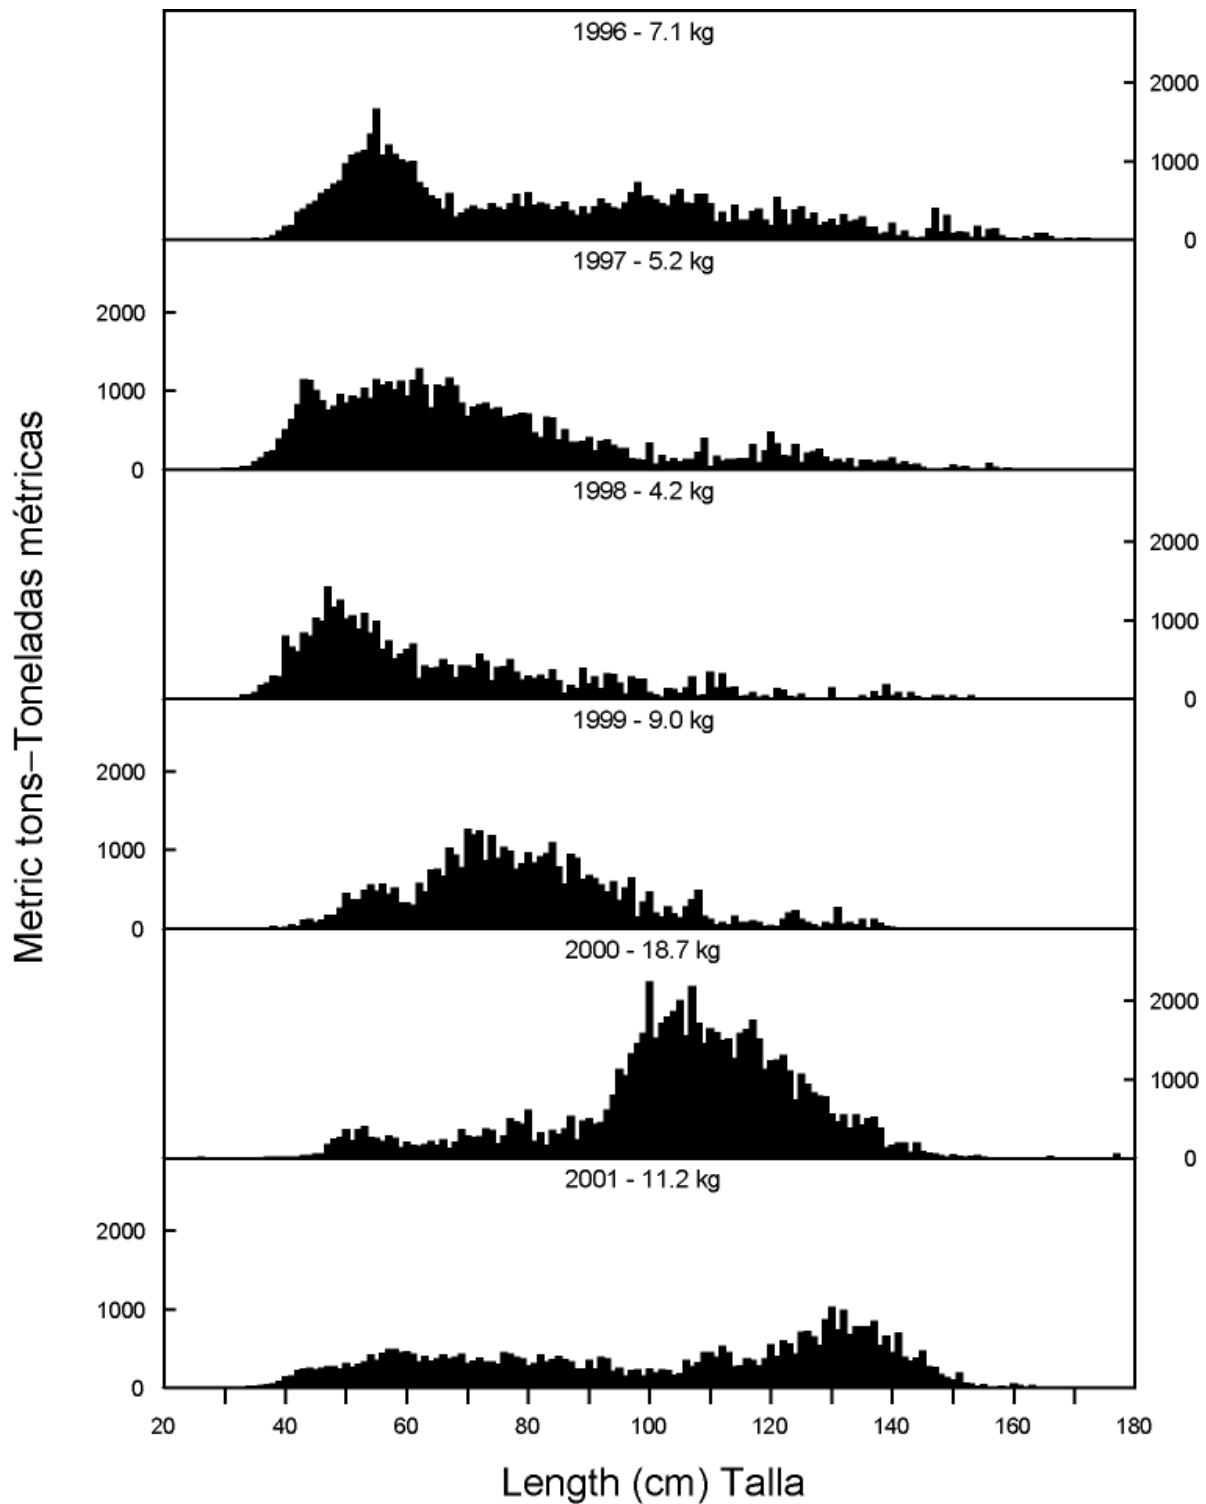 1996 - 7.1 kg
2000
1000
0
1997 - 5.2 kg
2000
1000
0
1998 - 4.2 kg
2000
1000
0
1999 - 9.0 kg
2000
1000
0
2000 - 18.7 kg
2000
1000
0
2001 - 11.2 kg
2000
1000
0
20 40 60 80 100 120 140 160 180
Length (cm) Talla
Metric tons–Toneladas métricas